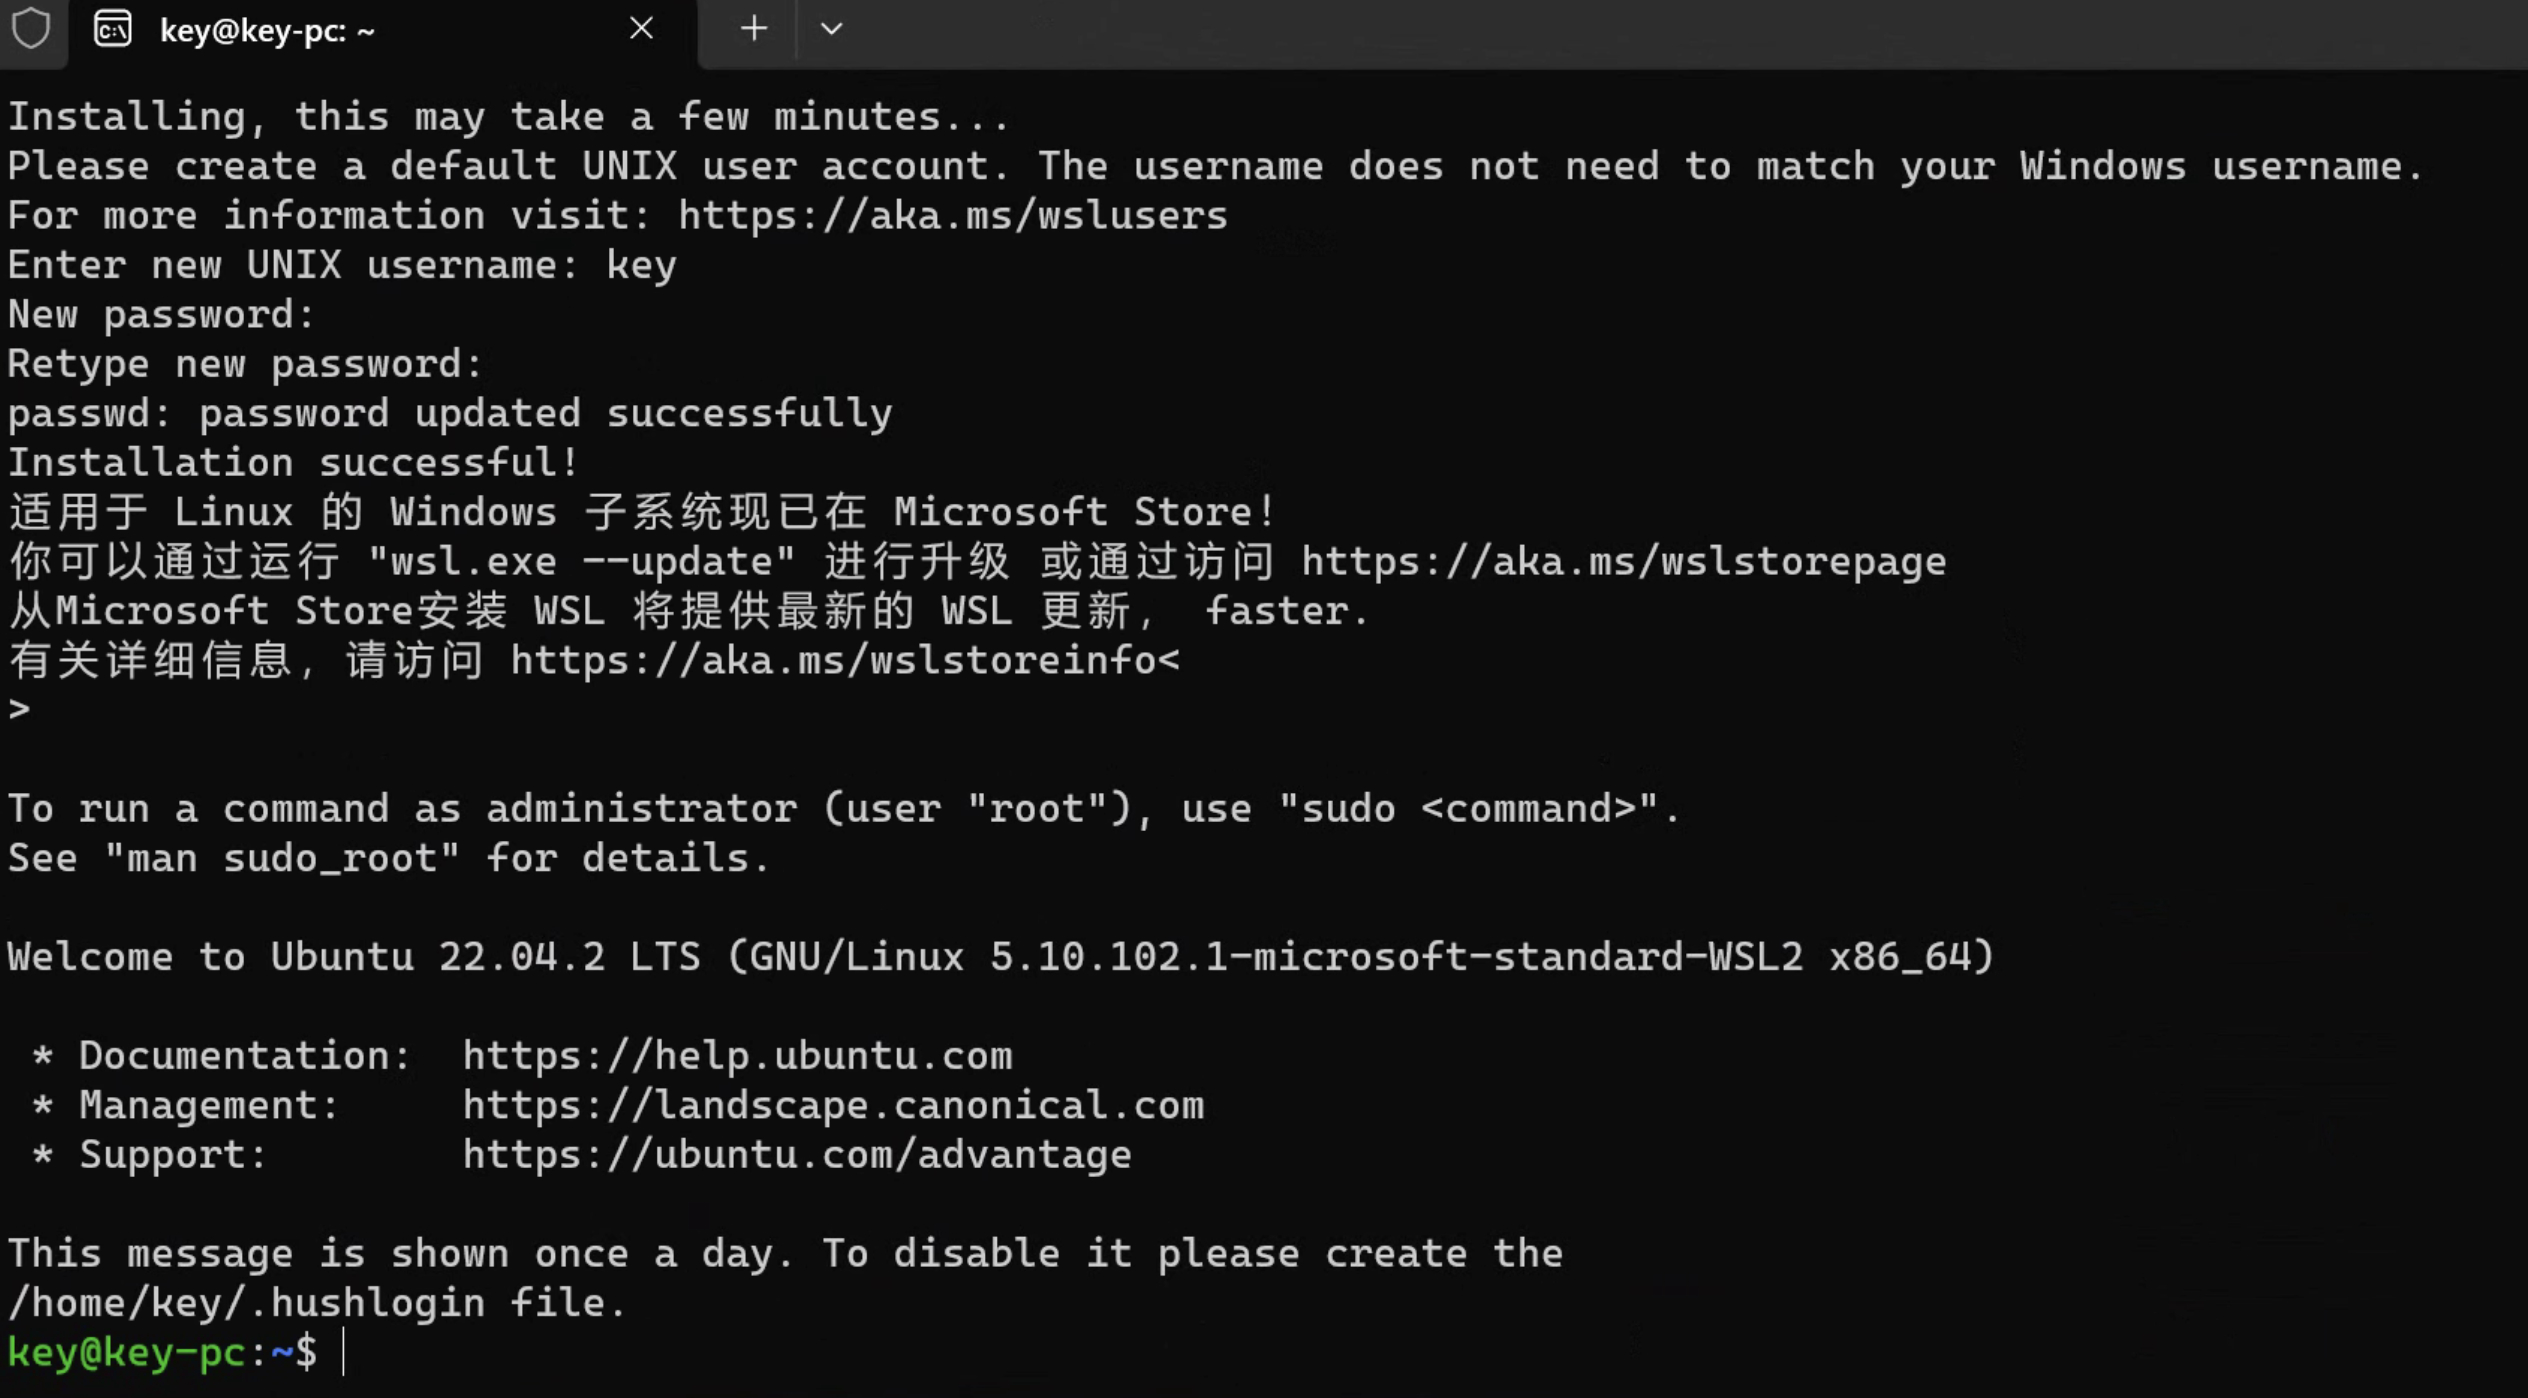 key@key-pc: ~
Installing, this may take a few minutes...
Please create a default UNIX user account. The username does not need to match your Windows username.
For more information visit: https://aka.ms/wslusers
Enter new UNIX username: key
New password:
Retype new password:
passwd: password updated successfully
Installation successful!
适用于 Linux 的 Windows 子系统现已在 Microsoft Store!
你可以通过运行 "wsl.exe --update" 进行升级 或通过访问 https://aka.ms/wslstorepage
从Microsoft Store安装 WSL 将提供最新的 WSL 更新， faster.
有关详细信息，请访问 https://aka.ms/wslstoreinfo<
>
To run a command as administrator (user "root"), use "sudo <command>".
See "man sudo_root" for details.
Welcome to Ubuntu 22.04.2 LTS (GNU/Linux 5.10.102.1-microsoft-standard-WSL2 x86_64)
* Documentation: https://help.ubuntu.com
* Management: https://landscape.canonical.com
* Support: https://ubuntu.com/advantage
This message is shown once a day. To disable it please create the
/home/key/.hushlogin file.
key@key-pc:~$